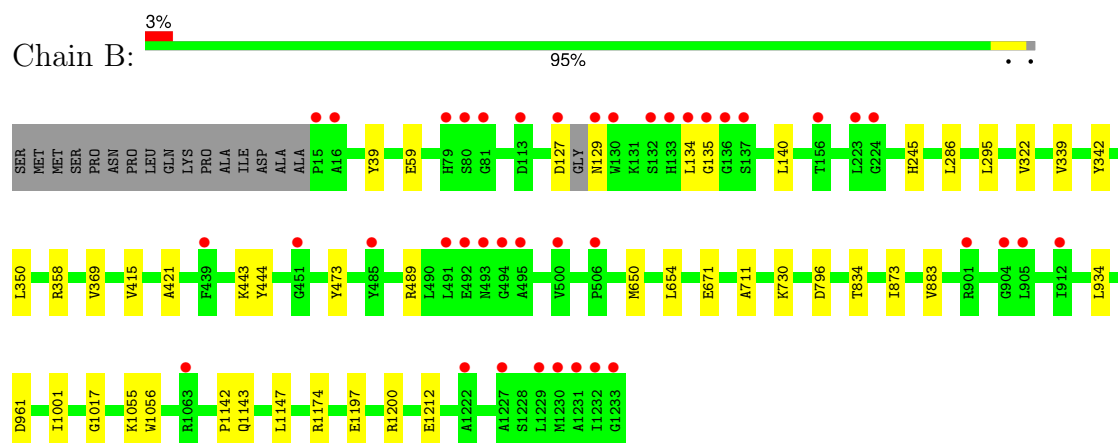 3%
Chain B:
95%
. .
SER MET MET SER PRO ASN PRO LEU GLN LYS PRO ALA ILE ASP ALA ALA P15 A16 Y39 E59 H79 S80 G81 D113 D127 GLY N129 W130 K131 S132 H133 L134 G135 G136 S137 L140 T156 L223 G224 H245 L286 L295 V322 V339 Y342
L350 R358 V369 V415 A421 F439 K443 Y444 G451 Y473 Y485 R489 L490 L491 E492 N493 G494 A495 V500 P506 M650 L654 E671 A711 K730 D796 T834 I873 V883 R901 G904 L905 I912 L934
D961 I1001 G1017 K1055 W1056 R1063 P1142 Q1143 L1147 R1174 E1197 R1200 E1212 A1222 A1227 S1228 L1229 M1230 A1231 I1232 G1233